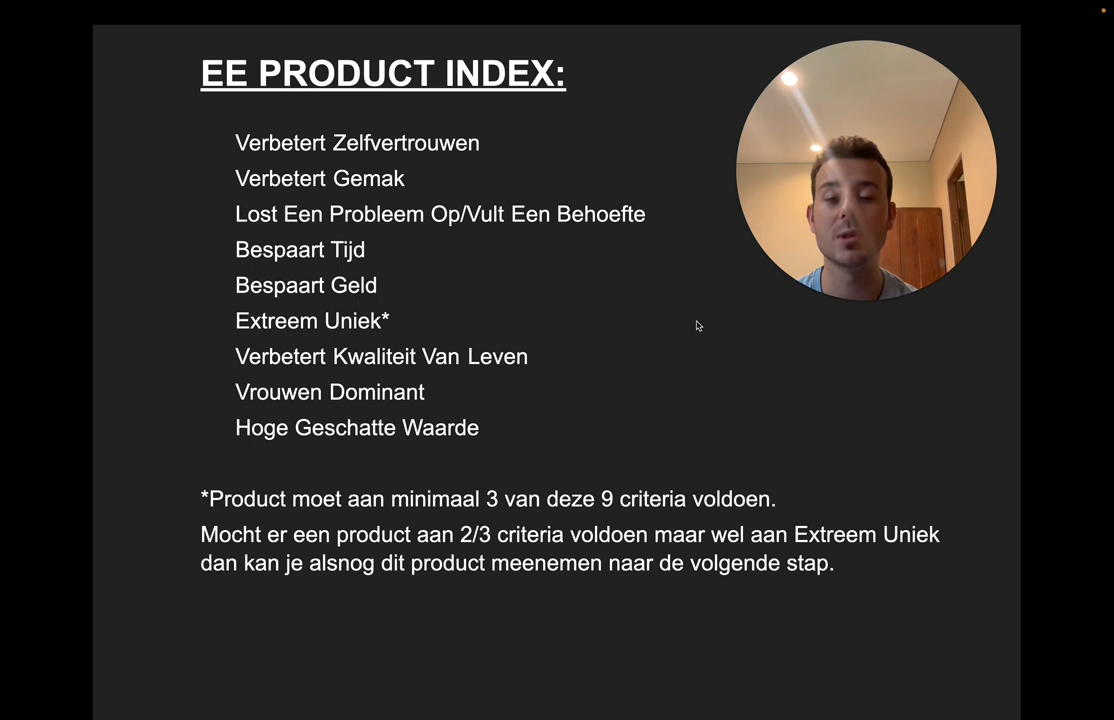 EE PRODUCT INDEX:
Verbetert Zelfvertrouwen
Verbetert Gemak
Lost Een Probleem Op/Vult Een Behoefte
Bespaart Tijd
Bespaart Geld
Extreem Uniek*
Verbetert Kwaliteit Van Leven
Vrouwen Dominant
Hoge Geschatte Waarde
*Product moet aan minimaal 3 van deze 9 criteria voldoen.
Mocht er een product aan 2/3 criteria voldoen maar wel aan Extreem Uniek
dan kan je alsnog dit product meenemen naar de volgende stap.